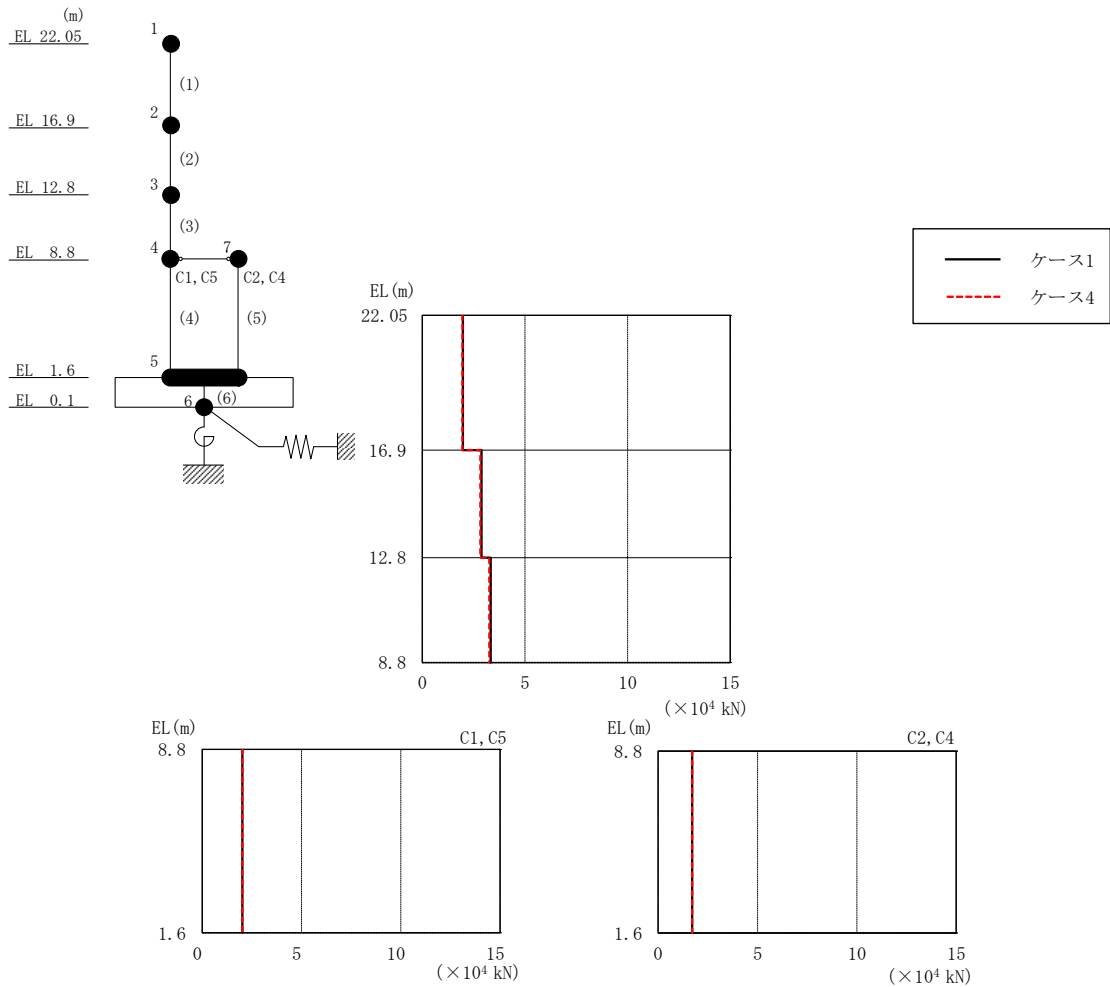 (m)
EL 22.05
EL 16.9
EL 12.8
EL 8.8
EL 1.6
EL 0.1
1
(1)
2
(2)
3
(3)
4
7
C1,C5
C2,C4
(4)
(5)
5
6
(6)
ケース1
ケース4
EL(m)
22.05
16.9
12.8
8.8
0
5
10
15
(×10⁴ kN)
EL(m)
C1,C5
8.8
1.6
0
5
10
15
(×10⁴ kN)
EL(m)
C2,C4
8.8
1.6
0
5
10
15
(×10⁴ kN)